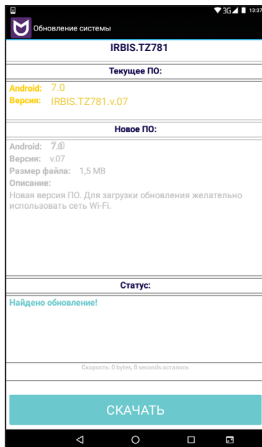 3G 13:37
Обновление системы
IRBIS.TZ781
Текущее ПО:
Android: 7.0
Версия: IRBIS.TZ781.v.07
Новое ПО:
Android: 7.0
Версия: v.07
Размер файла: 1,5 MB
Описание:
Новая версия ПО. Для загрузки обновления желательно
использовать сеть Wi-Fi.
Статус:
Найдено обновление!
Скорость: 0 bytes, 0 seconds осталось
СКАЧАТЬ